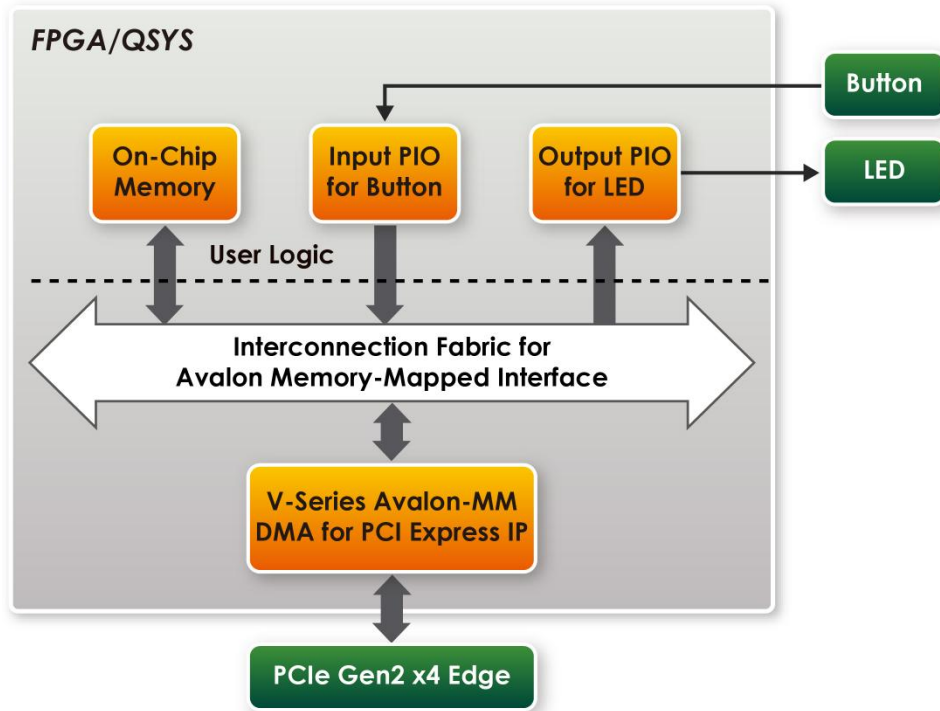 FPGA/QSYS
Button
On-Chip
Memory
Input PIO
for Button
Output PIO
for LED
LED
User Logic
Interconnection Fabric for
Avalon Memory-Mapped Interface
V-Series Avalon-MM
DMA for PCI Express IP
PCIe Gen2 x4 Edge